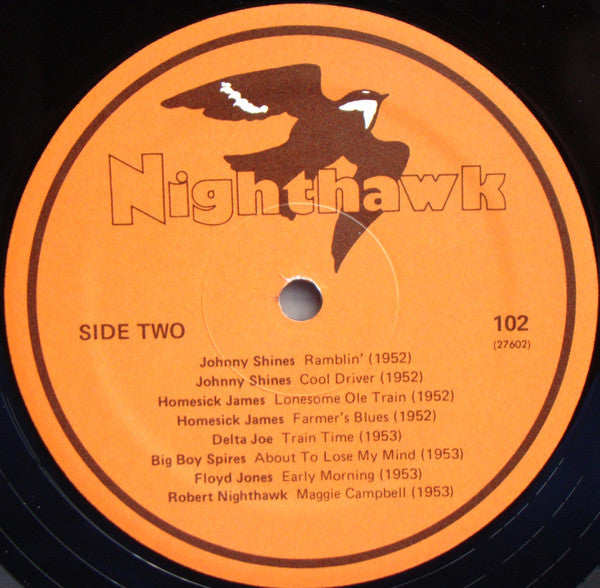 Nighthawk
SIDE TWO
102
(27602)
Johnny Shines Ramblin' (1952)
Johnny Shines Cool Driver (1952)
Homesick James Lonesome Ole Train (1952)
Homesick James Farmer's Blues (1952)
Delta Joe Train Time (1953)
Big Boy Spires About To Lose My Mind (1953)
Floyd Jones Early Morning (1953)
Robert Nighthawk Maggie Campbell (1953)